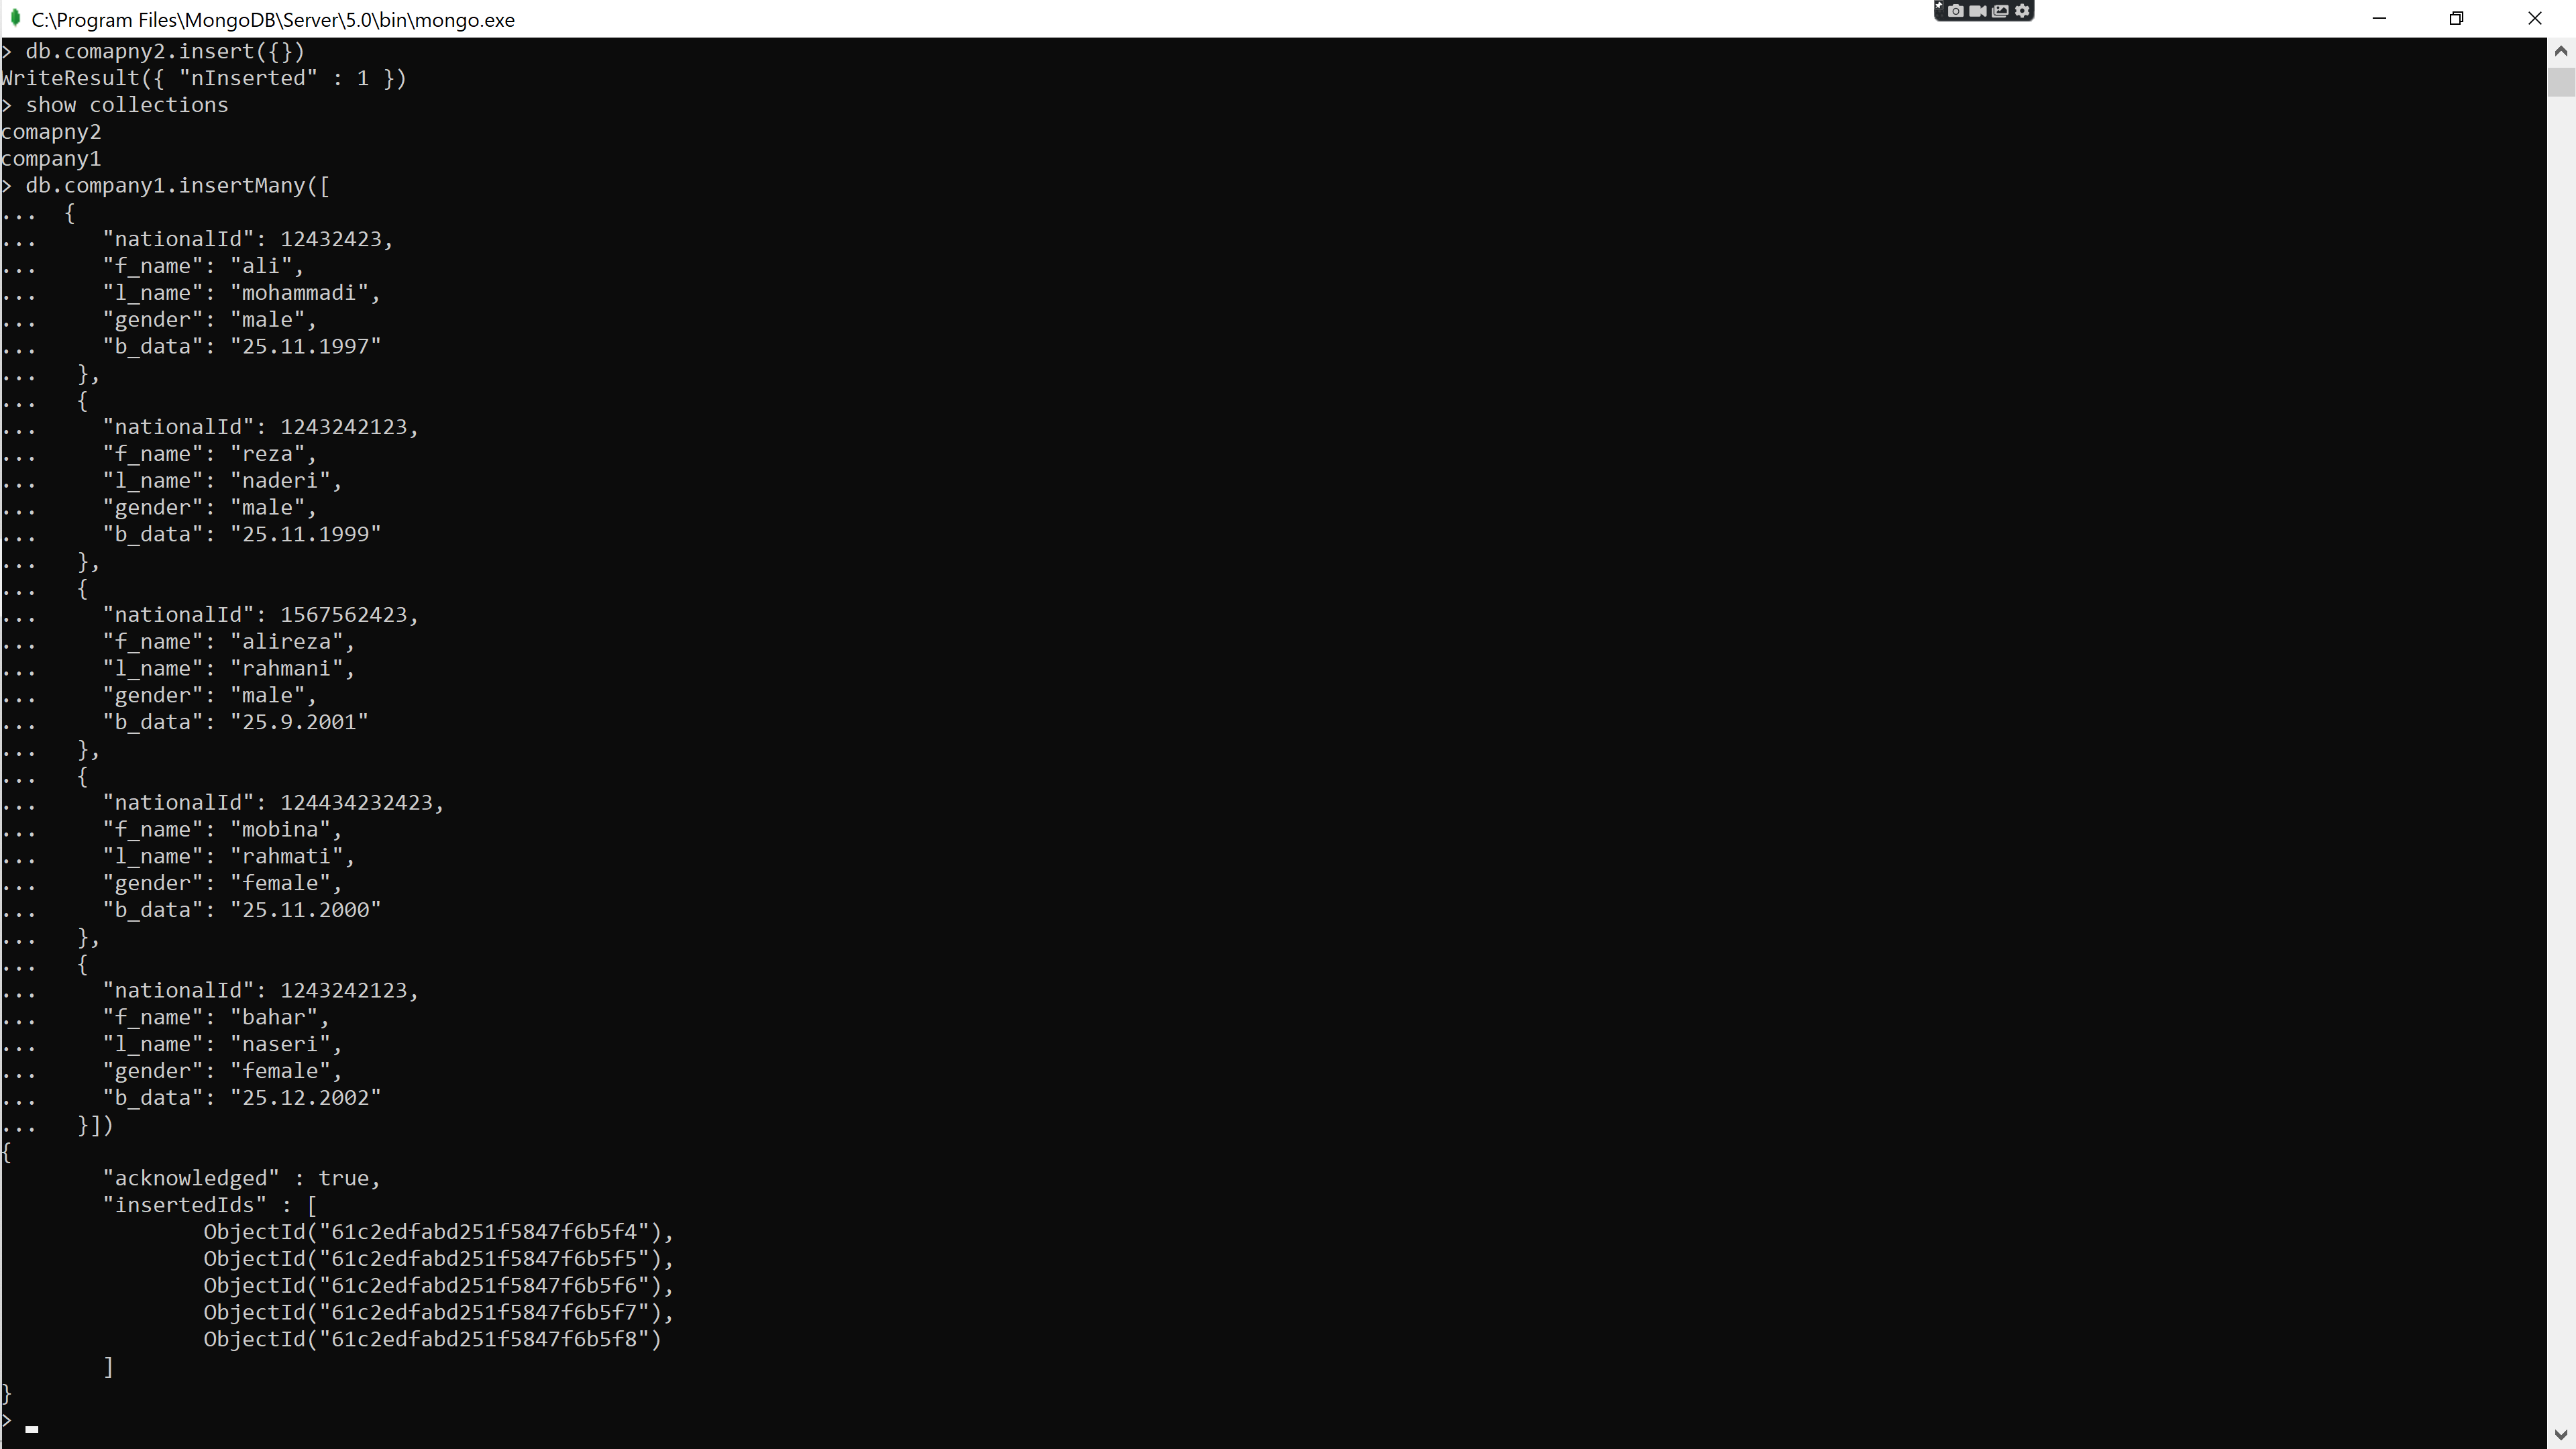 C:\Program Files\MongoDB\Server\5.0\bin\mongo.exe
> db.comapny2.insert({})
WriteResult({ "nInserted" : 1 })
> show collections
comapny2
company1
> db.company1.insertMany([
...  {
...     "nationalId": 12432423,
...     "f_name": "ali",
...     "l_name": "mohammadi",
...     "gender": "male",
...     "b_data": "25.11.1997"
...   },
...   {
...     "nationalId": 1243242123,
...     "f_name": "reza",
...     "l_name": "naderi",
...     "gender": "male",
...     "b_data": "25.11.1999"
...   },
...   {
...     "nationalId": 1567562423,
...     "f_name": "alireza",
...     "l_name": "rahmani",
...     "gender": "male",
...     "b_data": "25.9.2001"
...   },
...   {
...     "nationalId": 124434232423,
...     "f_name": "mobina",
...     "l_name": "rahmati",
...     "gender": "female",
...     "b_data": "25.11.2000"
...   },
...   {
...     "nationalId": 1243242123,
...     "f_name": "bahar",
...     "l_name": "naseri",
...     "gender": "female",
...     "b_data": "25.12.2002"
...   }])
{
        "acknowledged" : true,
        "insertedIds" : [
                ObjectId("61c2edfabd251f5847f6b5f4"),
                ObjectId("61c2edfabd251f5847f6b5f5"),
                ObjectId("61c2edfabd251f5847f6b5f6"),
                ObjectId("61c2edfabd251f5847f6b5f7"),
                ObjectId("61c2edfabd251f5847f6b5f8")
        ]
}
>